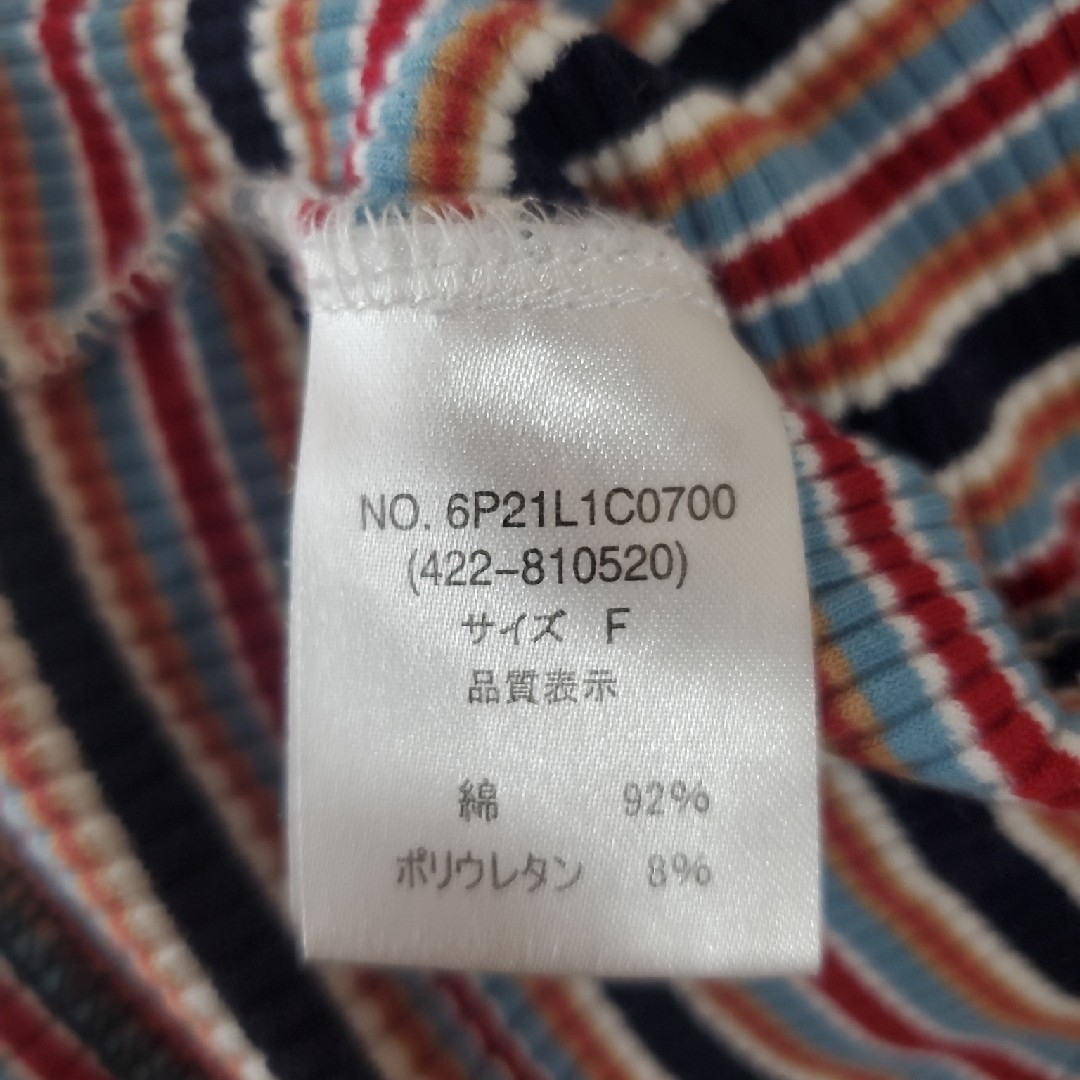 NO. 6P21L1C0700
(422-810520)
サイズ F
品質表示
綿 92%
ポリウレタン 8%